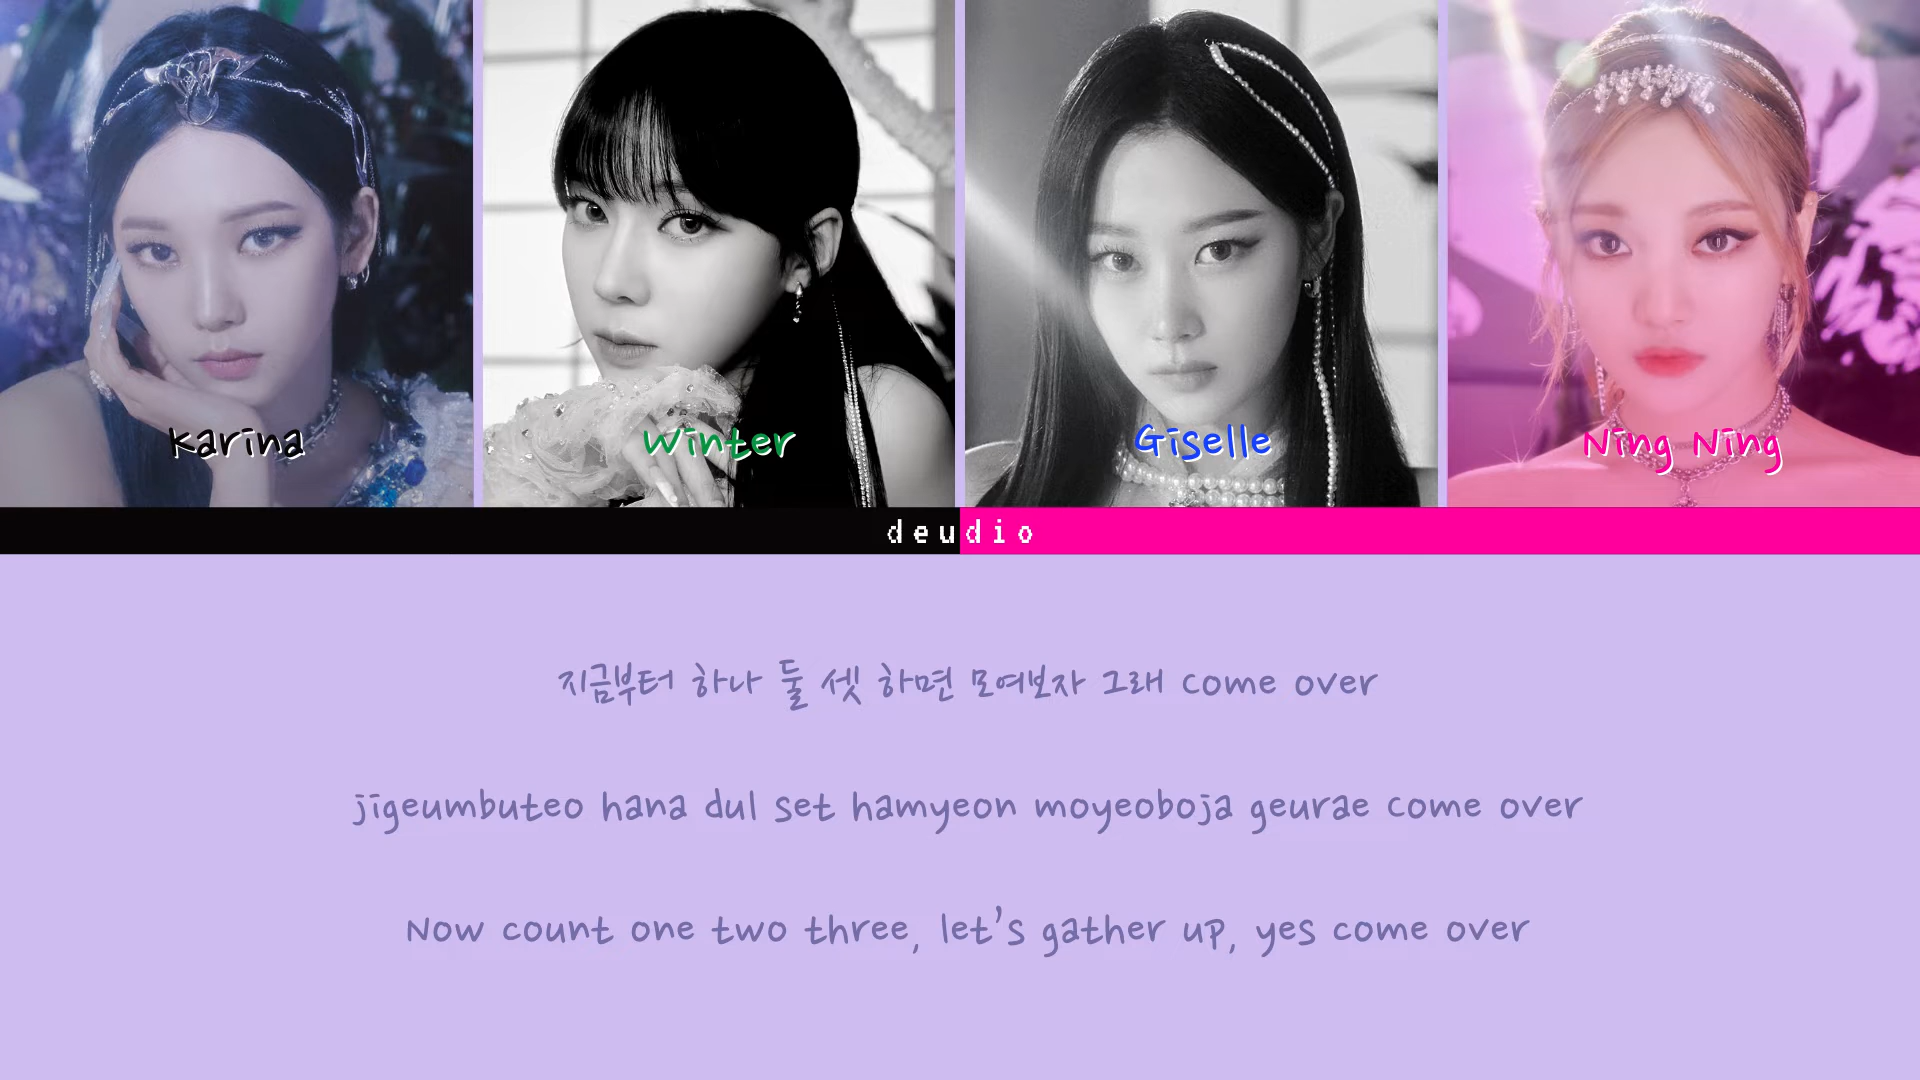 Karina
Winter
Giselle
Ning Ning
deudio
지금부터 하나 둘 셋 하면 모여보자 그래 come over
jigeumbuteo hana dul set hamyeon moyeoboja geurae come over
Now count one two three, let's gather up, yes come over